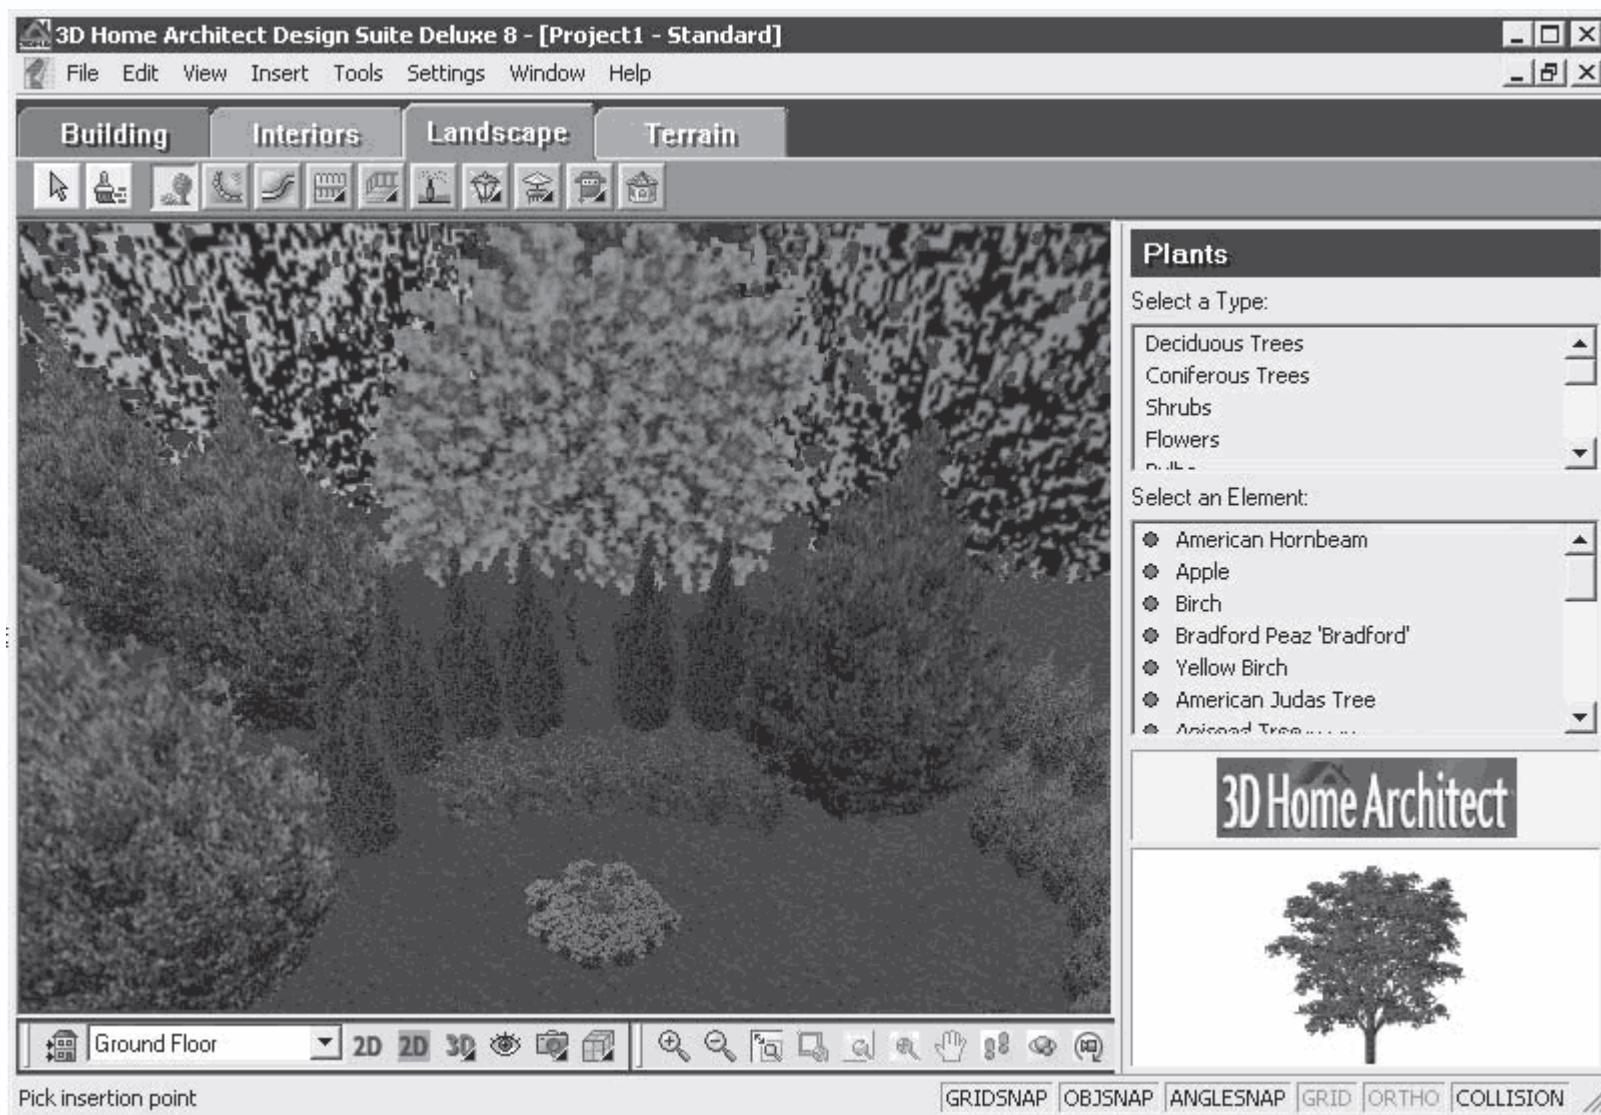 3D Home Architect Design Suite Deluxe 8 - [Project1 - Standard]
File Edit View Insert Tools Settings Window Help
Building Interiors Landscape Terrain
Plants
Select a Type:
Deciduous Trees
Coniferous Trees
Shrubs
Flowers
Select an Element:
American Hornbeam
Apple
Birch
Bradford Peaz 'Bradford'
Yellow Birch
American Judas Tree
3D Home Architect
Ground Floor 2D 2D 3D
Pick insertion point GRIDSNAP OBJSNAP ANGLESNAP GRID ORTHO COLLISION